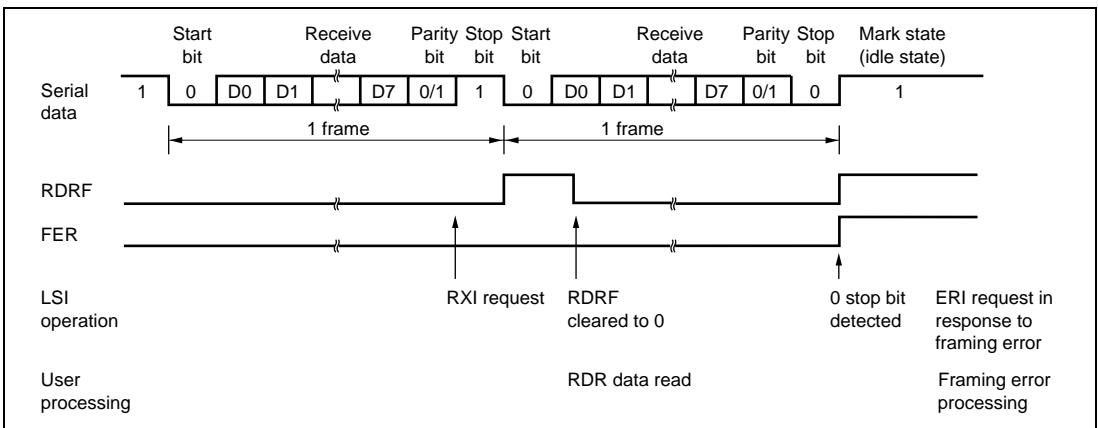 Start bit Receive data Parity bit Stop bit Start bit Receive data Parity bit Stop bit Mark state (idle state)
Serial data 1 0 D0 D1 D7 0/1 1 0 D0 D1 D7 0/1 0 1
1 frame 1 frame
RDRF
FER
LSI operation RXI request RDRF cleared to 0 0 stop bit detected ERI request in response to framing error
User processing RDR data read Framing error processing